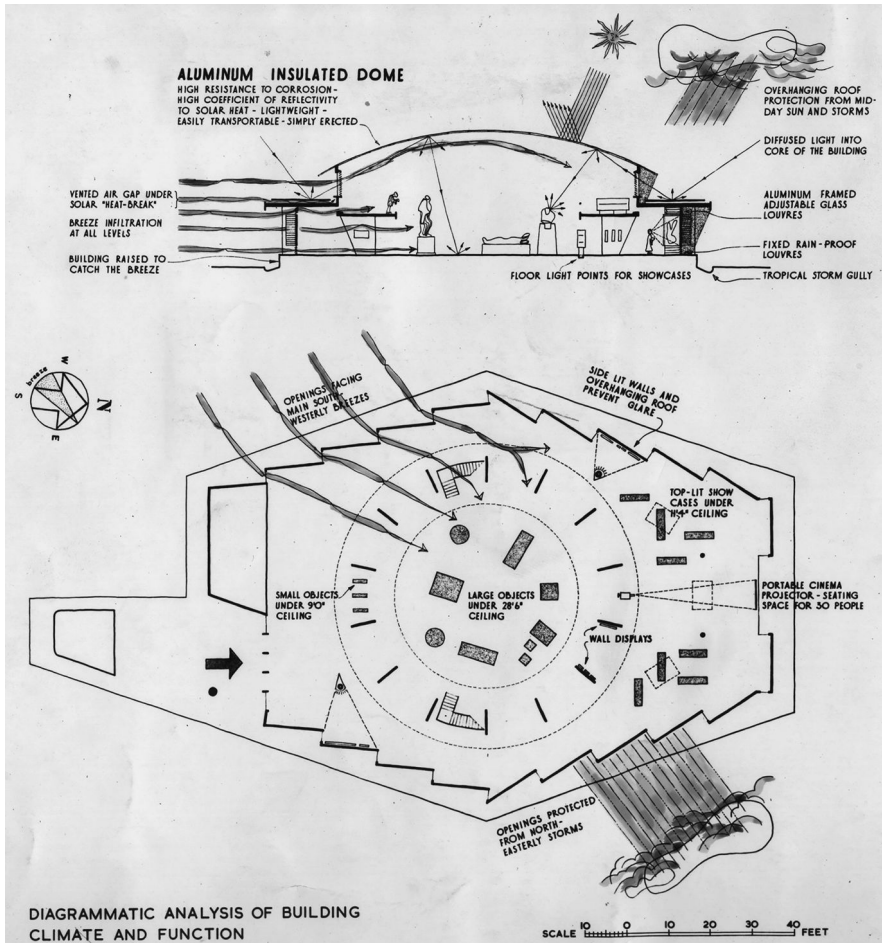 ALUMINUM INSULATED DOME
HIGH RESISTANCE TO CORROSION-
HIGH COEFFICIENT OF REFLECTIVITY
TO SOLAR HEAT - LIGHTWEIGHT -
EASILY TRANSPORTABLE - SIMPLY ERECTED
OVERHANGING ROOF
PROTECTION FROM MID-
DAY SUN AND STORMS
DIFFUSED LIGHT INTO
CORE OF THE BUILDING
VENTED AIR GAP UNDER
SOLAR "HEAT-BREAK"
ALUMINUM FRAMED
ADJUSTABLE GLASS
LOUVRES
BREEZE INFILTRATION
AT ALL LEVELS
FIXED RAIN-PROOF
LOUVRES
BUILDING RAISED TO
CATCH THE BREEZE
FLOOR LIGHT POINTS FOR SHOWCASES
TROPICAL STORM GULLY
W
breeze
S
N
E
OPENINGS FACING
MAIN SOUTH-
WESTERLY BREEZES
SIDE LIT WALLS AND
OVERHANGING ROOF
PREVENT GLARE
TOP-LIT SHOW
CASES UNDER
CEILING
SMALL OBJECTS
UNDER 9'0"
CEILING
LARGE OBJECTS
UNDER 28'6"
CEILING
PORTABLE CINEMA
PROJECTOR - SEATING
SPACE FOR 30 PEOPLE
WALL DISPLAYS
OPENINGS PROTECTED
FROM NORTH-
EASTERLY STORMS
DIAGRAMMATIC ANALYSIS OF BUILDING
CLIMATE AND FUNCTION
SCALE 10 0 10 20 30 40 FEET